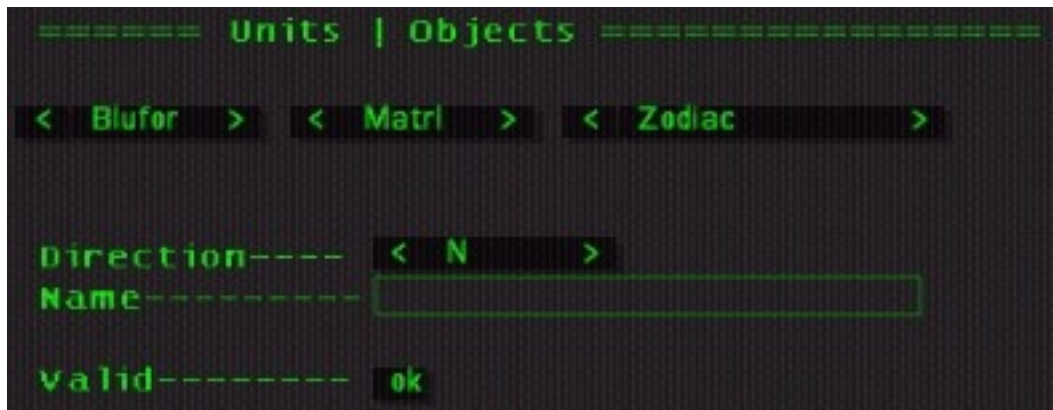 ====== Units | Objects ================
< Blufor > < Matrl > < Zodiac >
Direction---- < N >
Name---------
Valid-------- ok